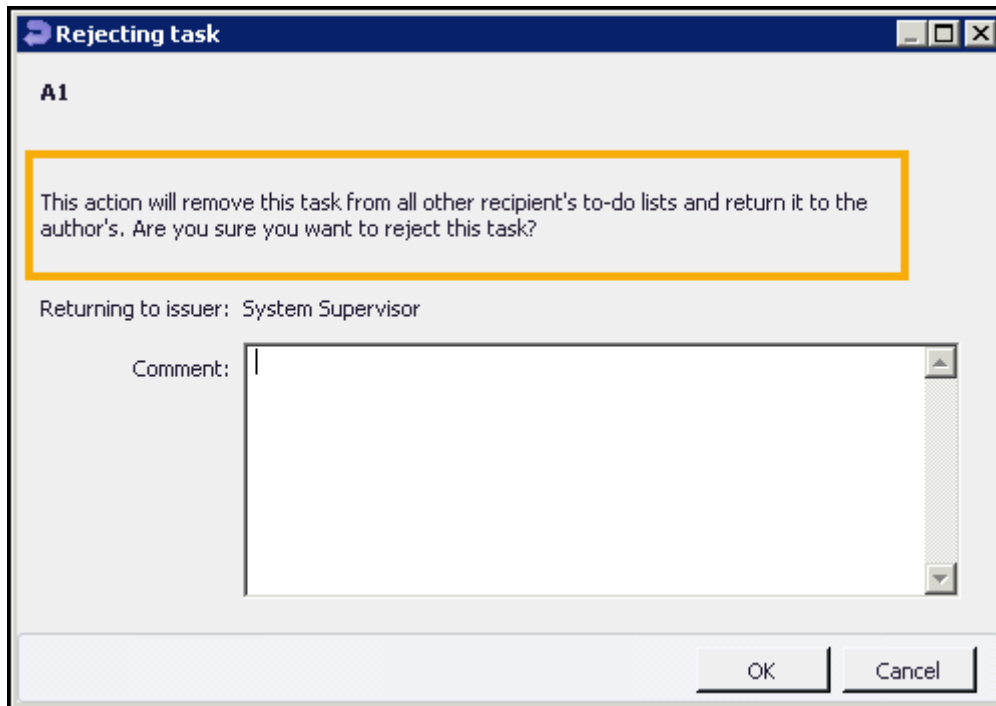 Rejecting task
A1
This action will remove this task from all other recipient's to-do lists and return it to the
author's. Are you sure you want to reject this task?
Returning to issuer: System Supervisor
Comment:
OK Cancel